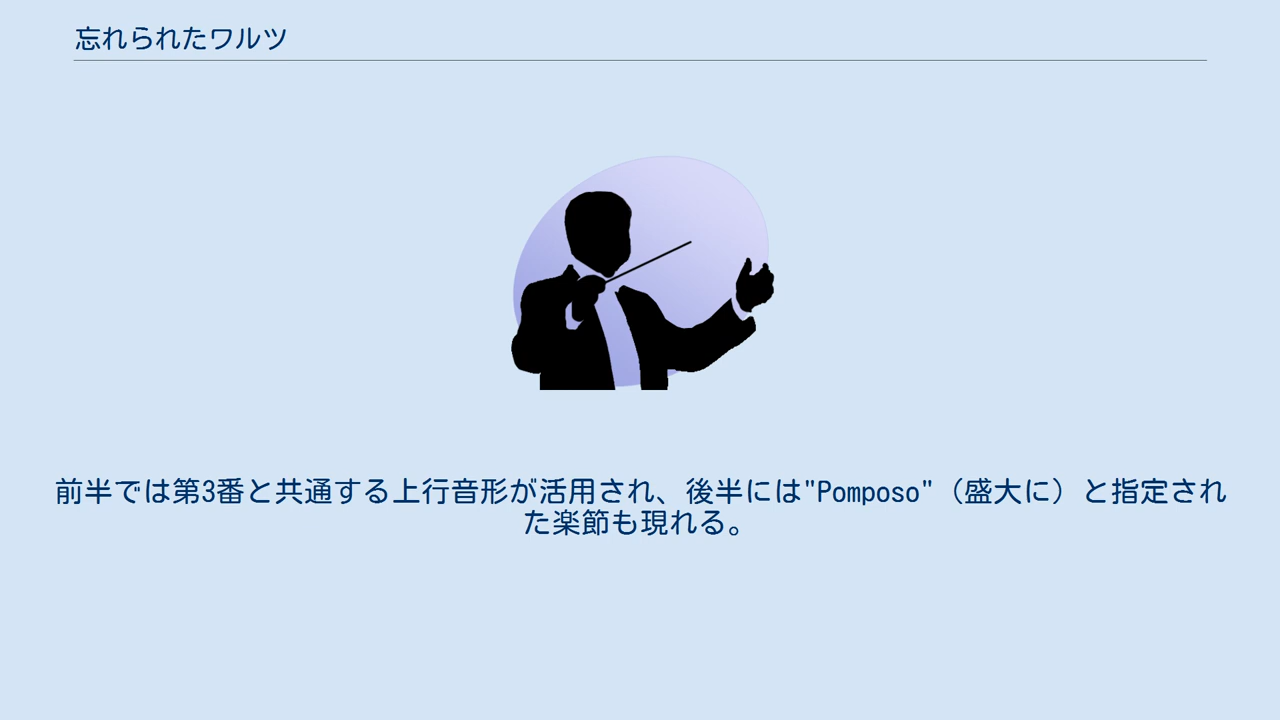 忘れられたワルツ
前半では第3番と共通する上行音形が活用され、後半には"Pomposo"（盛大に）と指定され
た楽節も現れる。